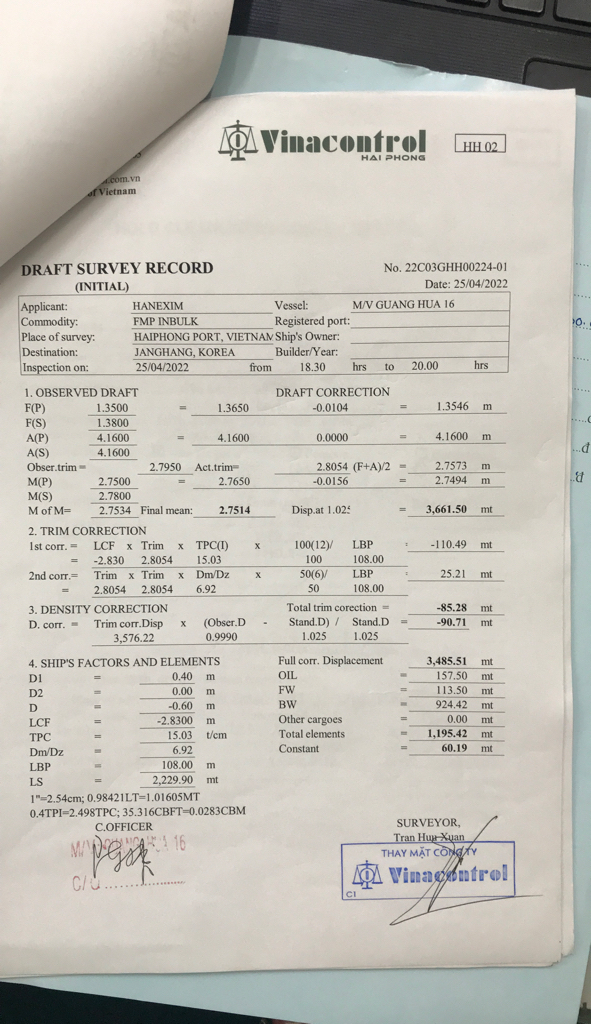 .com.vn
of Vietnam
Vinacontrol
HAI PHONG
HH 02
DRAFT SURVEY RECORD
(INITIAL)
No. 22C03GHH00224-01
Date: 25/04/2022
Applicant: HANEXIM Vessel: M/V GUANG HUA 16
Commodity: FMP INBULK Registered port:
Place of survey: HAIPHONG PORT, VIETNAM Ship's Owner:
Destination: JANGHANG, KOREA Builder/Year:
Inspection on: 25/04/2022 from 18.30 hrs to 20.00 hrs
1. OBSERVED DRAFT DRAFT CORRECTION
F(P) 1.3500 = 1.3650 -0.0104 = 1.3546 m
F(S) 1.3800
A(P) 4.1600 = 4.1600 0.0000 = 4.1600 m
A(S) 4.1600
Obser.trim = 2.7950 Act.trim= 2.8054 (F+A)/2 = 2.7573 m
M(P) 2.7500 = 2.7650 -0.0156 = 2.7494 m
M(S) 2.7800
M of M= 2.7534 Final mean: 2.7514 Disp.at 1.025 = 3,661.50 mt
2. TRIM CORRECTION
1st corr. = LCF x Trim x TPC(I) x 100(12)/ LBP = -110.49 mt
= -2.830 2.8054 15.03 100 108.00
2nd corr.= Trim x Trim x Dm/Dz x 50(6)/ LBP : 25.21 mt
= 2.8054 2.8054 6.92 50 108.00
3. DENSITY CORRECTION Total trim corection = -85.28 mt
D. corr. = Trim corr.Disp x (Obser.D - Stand.D) / Stand.D = -90.71 mt
3,576.22 0.9990 1.025 1.025
4. SHIP'S FACTORS AND ELEMENTS Full corr. Displacement 3,485.51 mt
D1 = 0.40 m OIL = 157.50 mt
D2 = 0.00 m FW = 113.50 mt
D = -0.60 m BW = 924.42 mt
LCF = -2.8300 m Other cargoes = 0.00 mt
TPC = 15.03 t/cm Total elements = 1,195.42 mt
Dm/Dz = 6.92 Constant = 60.19 mt
LBP = 108.00 m
LS = 2,229.90 mt
1"=2.54cm; 0.98421LT=1.01605MT
0.4TPI=2.498TPC; 35.316CBFT=0.0283CBM
C.OFFICER
SURVEYOR,
Tran Huu Xuan
M/V GUANG HUA 16
C/O
THAY MẶT CÔNG TY
Vinacontrol
CI